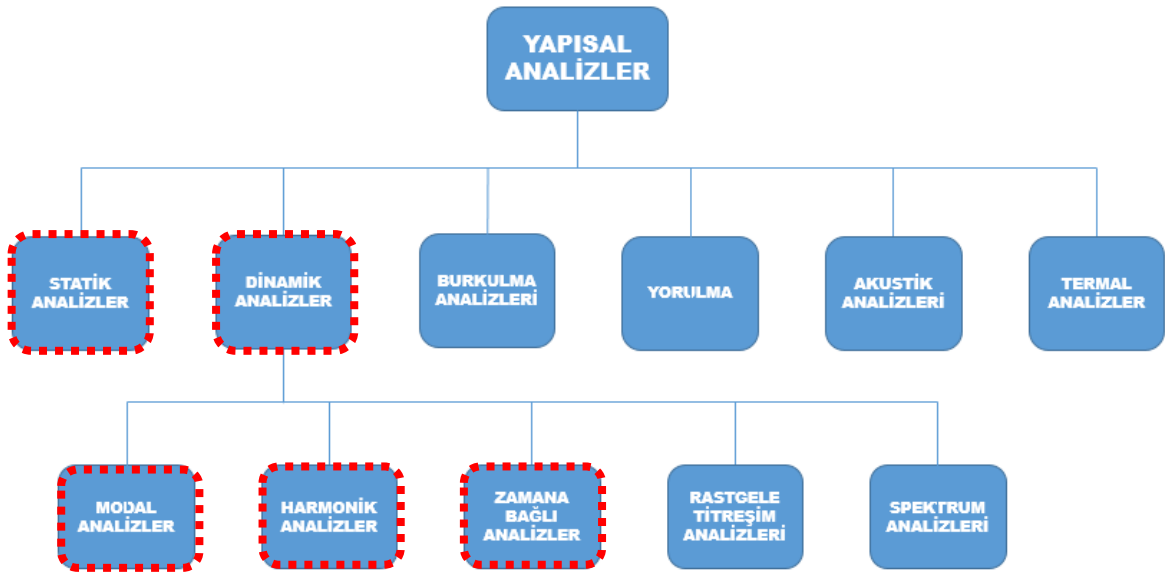 YAPISAL
ANALİZLER
STATİK
ANALİZLER
DİNAMİK
ANALİZLER
BURKULMA
ANALİZLERİ
YORULMA
AKUSTİK
ANALİZLERİ
TERMAL
ANALİZLER
MODAL
ANALİZLER
HARMONİK
ANALİZLER
ZAMANA
BAĞLI
ANALİZLER
RASTGELE
TİTREŞİM
ANALİZLERİ
SPEKTRUM
ANALİZLERİ